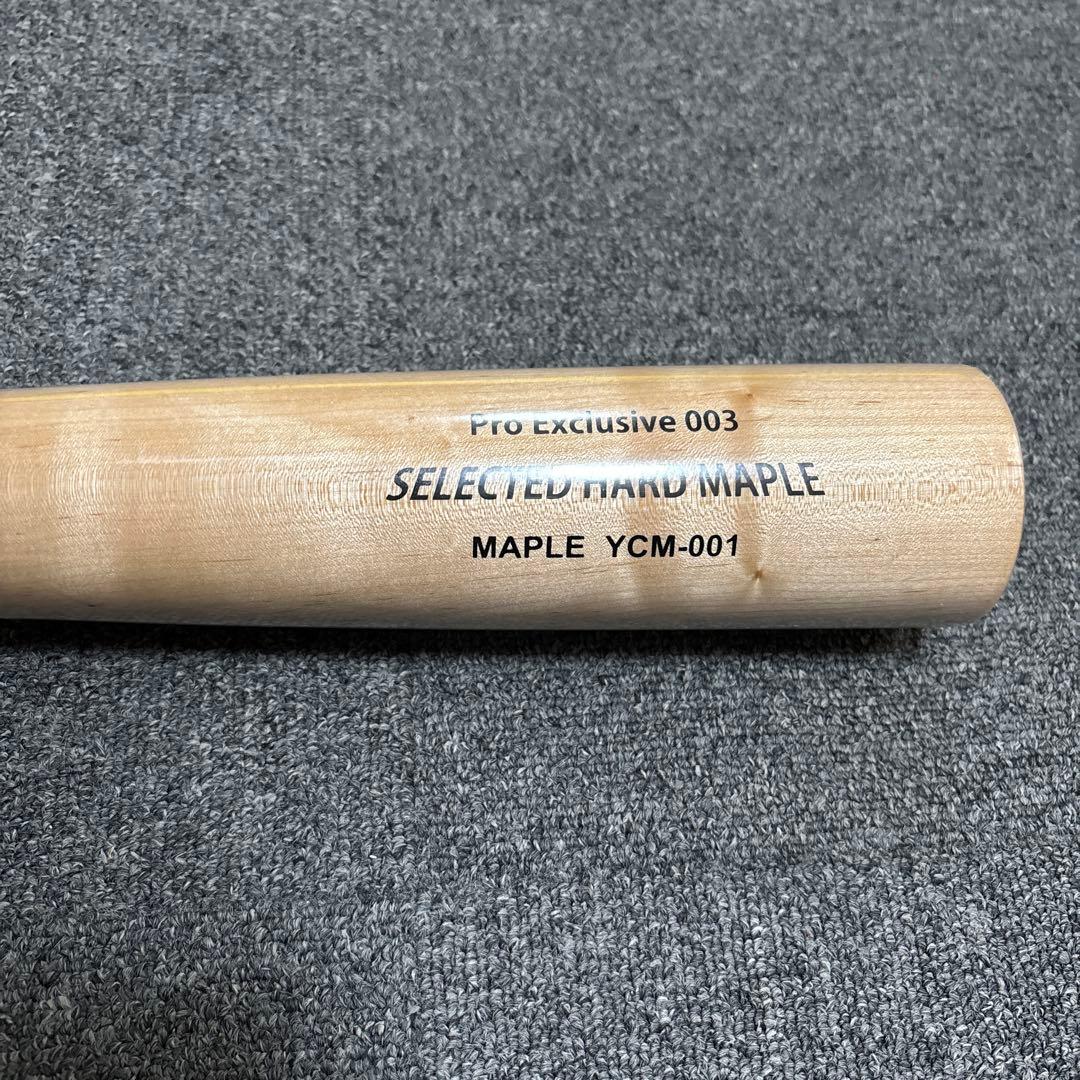 Pro Exclusive 003
SELECTED HARD MAPLE
MAPLE YCM-001